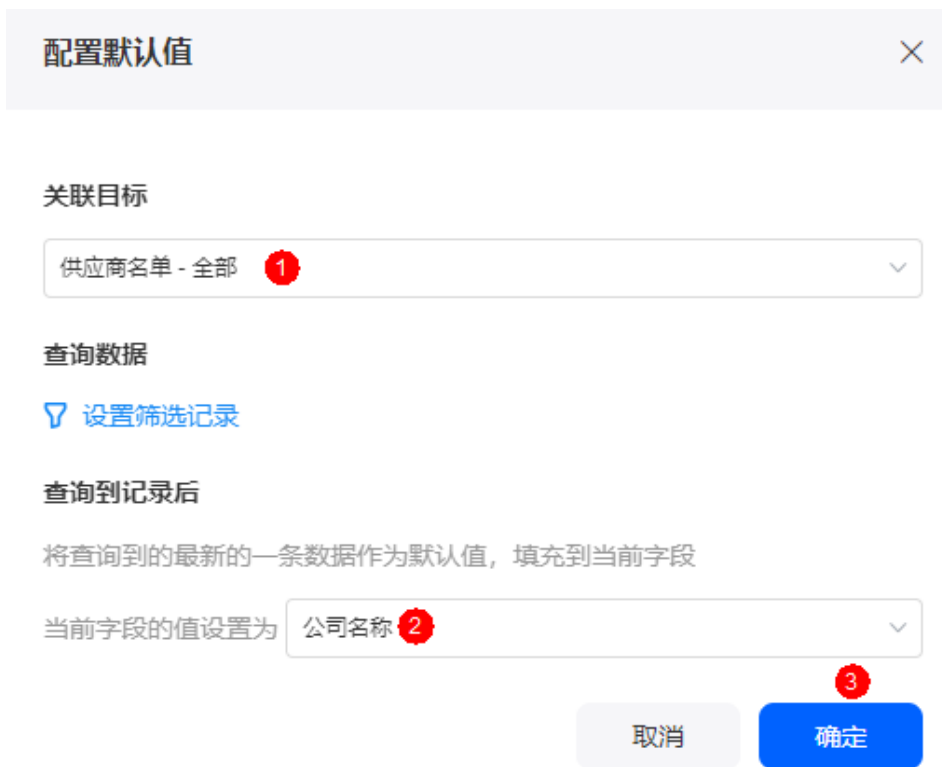 配置默认值
关联目标
供应商名单 - 全部 1
查询数据
设置筛选记录
查询到记录后
将查询到的最新的一条数据作为默认值，填充到当前字段
当前字段的值设置为 公司名称 2
3
取消 确定